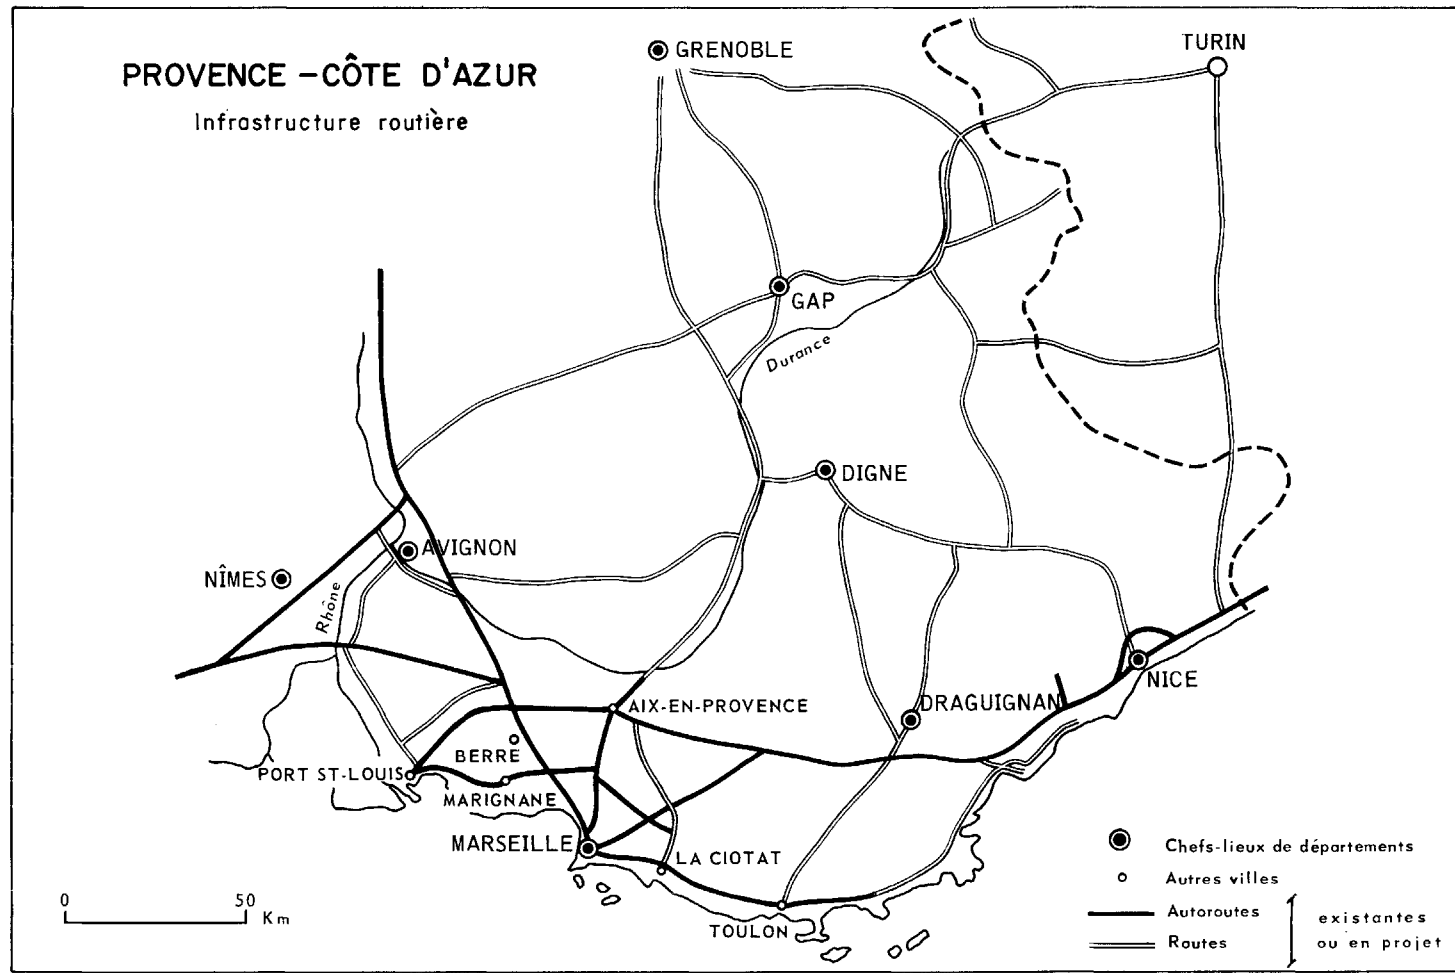 PROVENCE – CÔTE D'AZUR
Infrastructure routière
GRENOBLE
TURIN
GAP
Durance
DIGNE
AVIGNON
NÎMES
Rhône
AIX-EN-PROVENCE
DRAGUIGNAN
NICE
BERRE
PORT ST-LOUIS
MARIGNANE
MARSEILLE
LA CIOTAT
TOULON
0 50
Km
Chefs-lieux de départements
Autres villes
Autoroutes
Routes
existantes
ou en projet